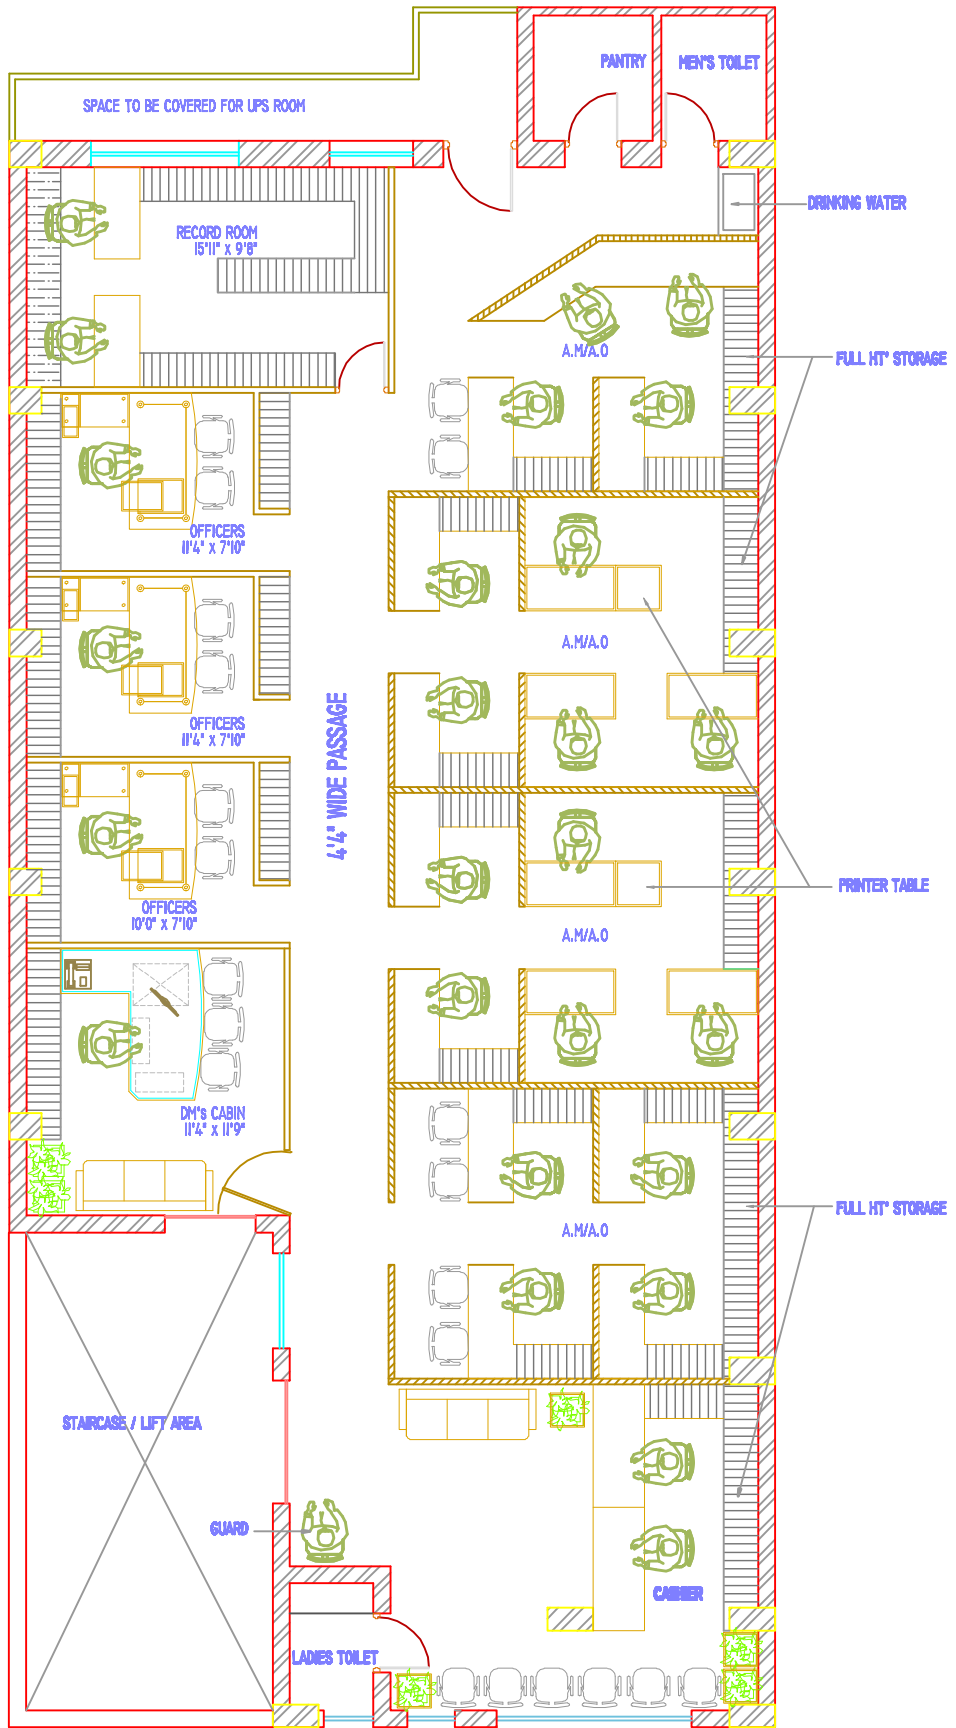 PANTRY
MEN'S TOILET
SPACE TO BE COVERED FOR UPS ROOM
DRINKING WATER
RECORD ROOM
15'11" x 9'8"
A.M/A.O
FULL HT' STORAGE
OFFICERS
11'4" x 7'10"
A.M/A.O
OFFICERS
11'4" x 7'10"
4'4" WIDE PASSAGE
PRINTER TABLE
OFFICERS
10'0" x 7'10"
A.M/A.O
DM's CABIN
11'4" x 11'9"
FULL HT' STORAGE
A.M/A.O
STAIRCASE / LIFT AREA
GUARD
CASHIER
LADIES TOILET